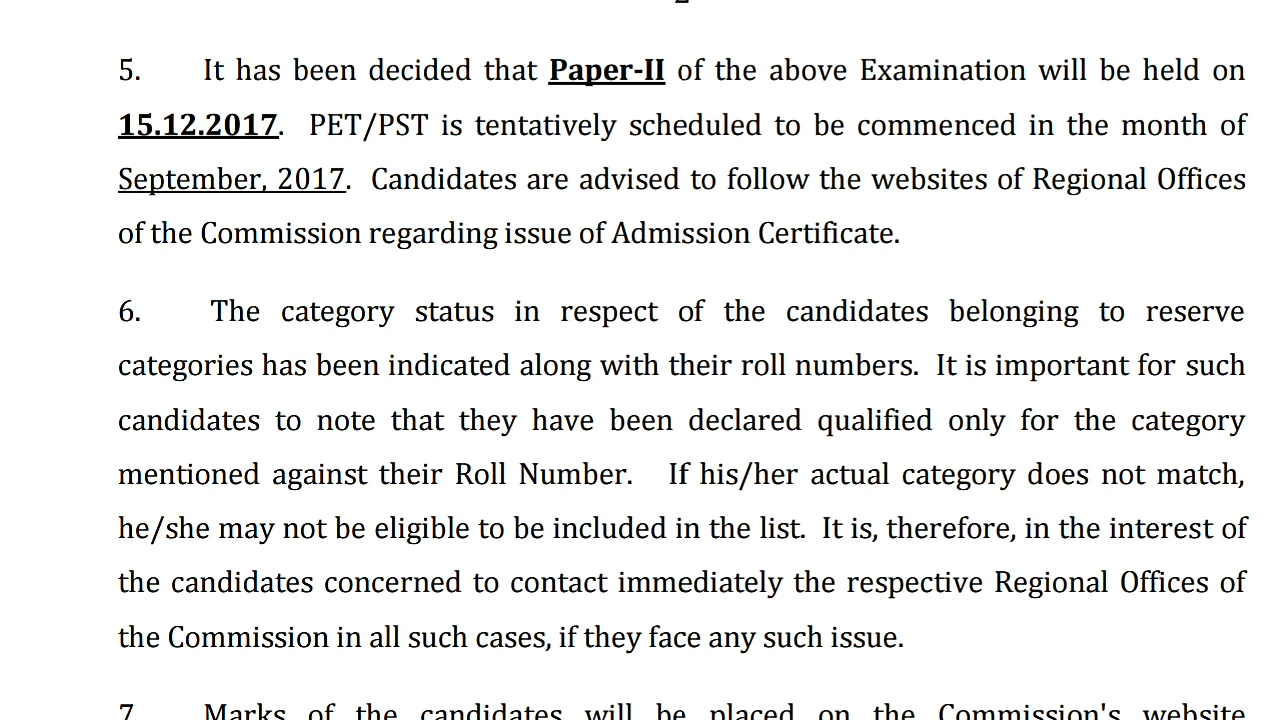 5. It has been decided that Paper-II of the above Examination will be held on
15.12.2017. PET/PST is tentatively scheduled to be commenced in the month of
September, 2017. Candidates are advised to follow the websites of Regional Offices
of the Commission regarding issue of Admission Certificate.
6. The category status in respect of the candidates belonging to reserve
categories has been indicated along with their roll numbers. It is important for such
candidates to note that they have been declared qualified only for the category
mentioned against their Roll Number. If his/her actual category does not match,
he/she may not be eligible to be included in the list. It is, therefore, in the interest of
the candidates concerned to contact immediately the respective Regional Offices of
the Commission in all such cases, if they face any such issue.
7 Marks of the candidates will be placed on the Commission's website